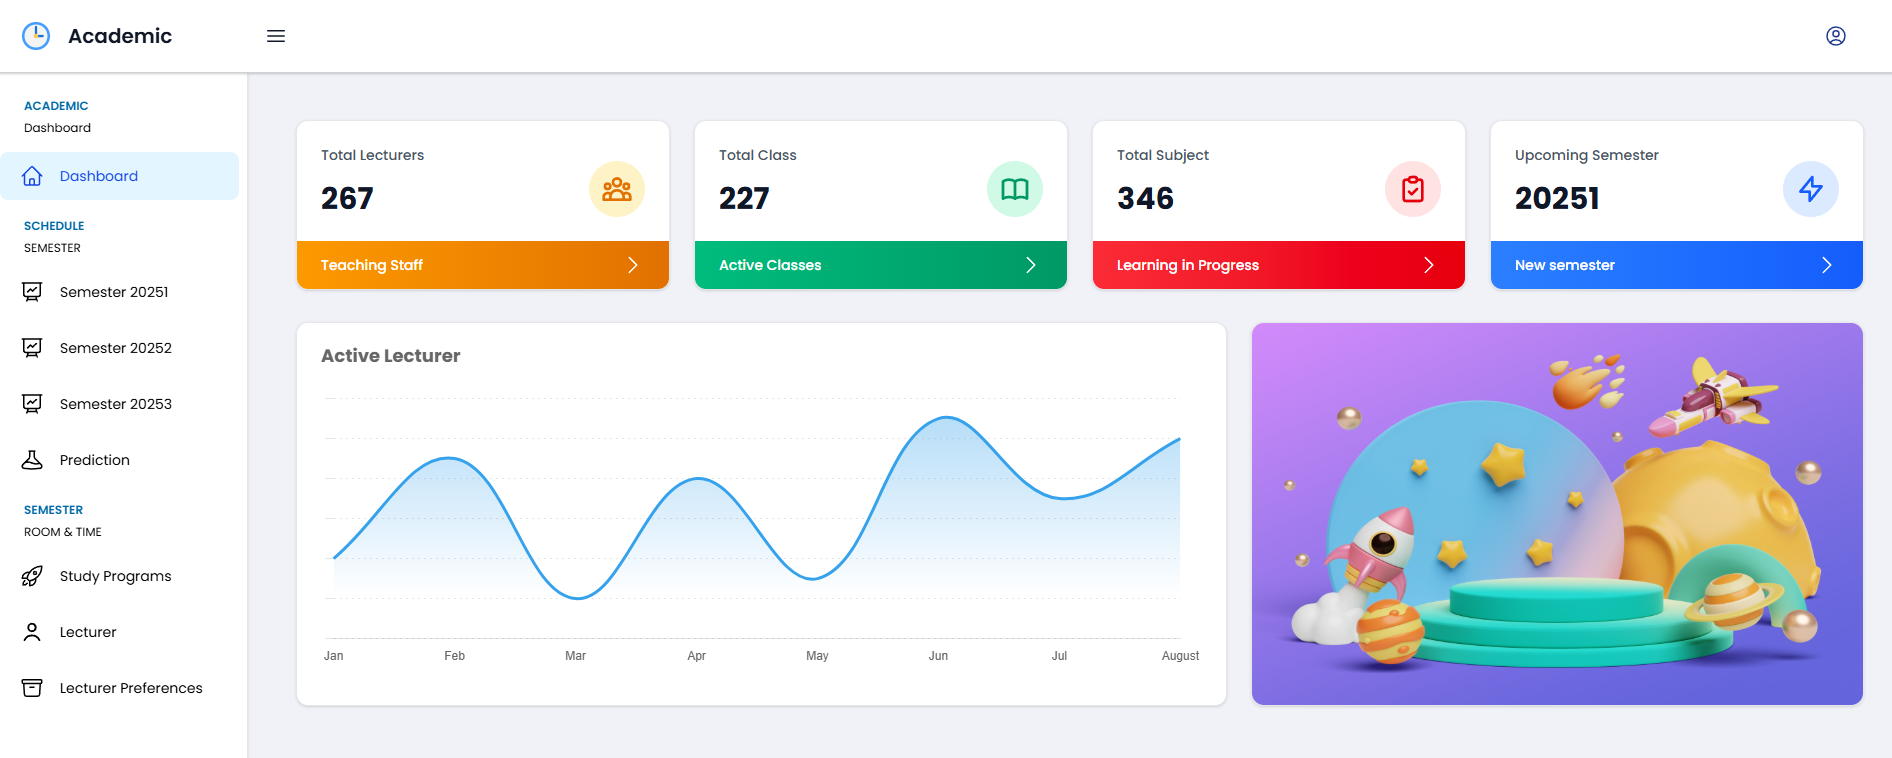 Academic
ACADEMIC
Dashboard
Dashboard
SCHEDULE
SEMESTER
Semester 20251
Semester 20252
Semester 20253
Prediction
SEMESTER
ROOM & TIME
Study Programs
Lecturer
Lecturer Preferences
Total Lecturers
267
Teaching Staff
Total Class
227
Active Classes
Total Subject
346
Learning in Progress
Upcoming Semester
20251
New semester
Active Lecturer
Jan Feb Mar Apr May Jun Jul August